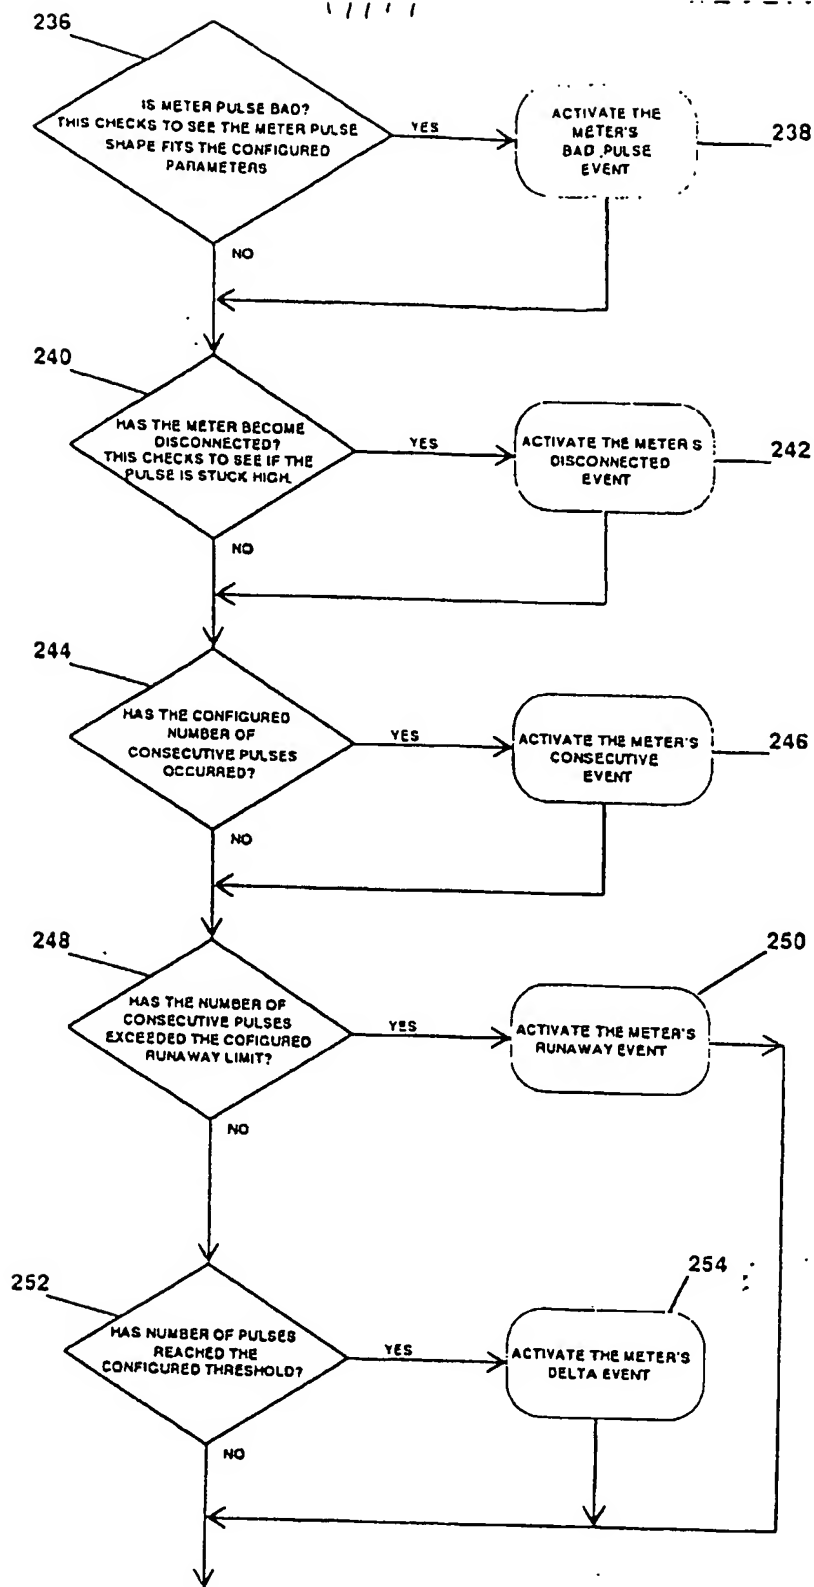 236
IS METER PULSE BAD?
THIS CHECKS TO SEE THE METER PULSE
SHAPE FITS THE CONFIGURED
PARAMETERS
YES
ACTIVATE THE
METER'S
BAD PULSE
EVENT
238
NO
240
HAS THE METER BECOME
DISCONNECTED?
THIS CHECKS TO SEE IF THE
PULSE IS STUCK HIGH.
YES
ACTIVATE THE METER'S
DISCONNECTED
EVENT
242
NO
244
HAS THE CONFIGURED
NUMBER OF
CONSECUTIVE PULSES
OCCURRED?
YES
ACTIVATE THE METER'S
CONSECUTIVE
EVENT
246
NO
248
HAS THE NUMBER OF
CONSECUTIVE PULSES
EXCEEDED THE COFIGURED
RUNAWAY LIMIT?
YES
ACTIVATE THE METER'S
RUNAWAY EVENT
250
NO
252
HAS NUMBER OF PULSES
REACHED THE
CONFIGURED THRESHOLD?
YES
ACTIVATE THE METER'S
DELTA EVENT
254
NO